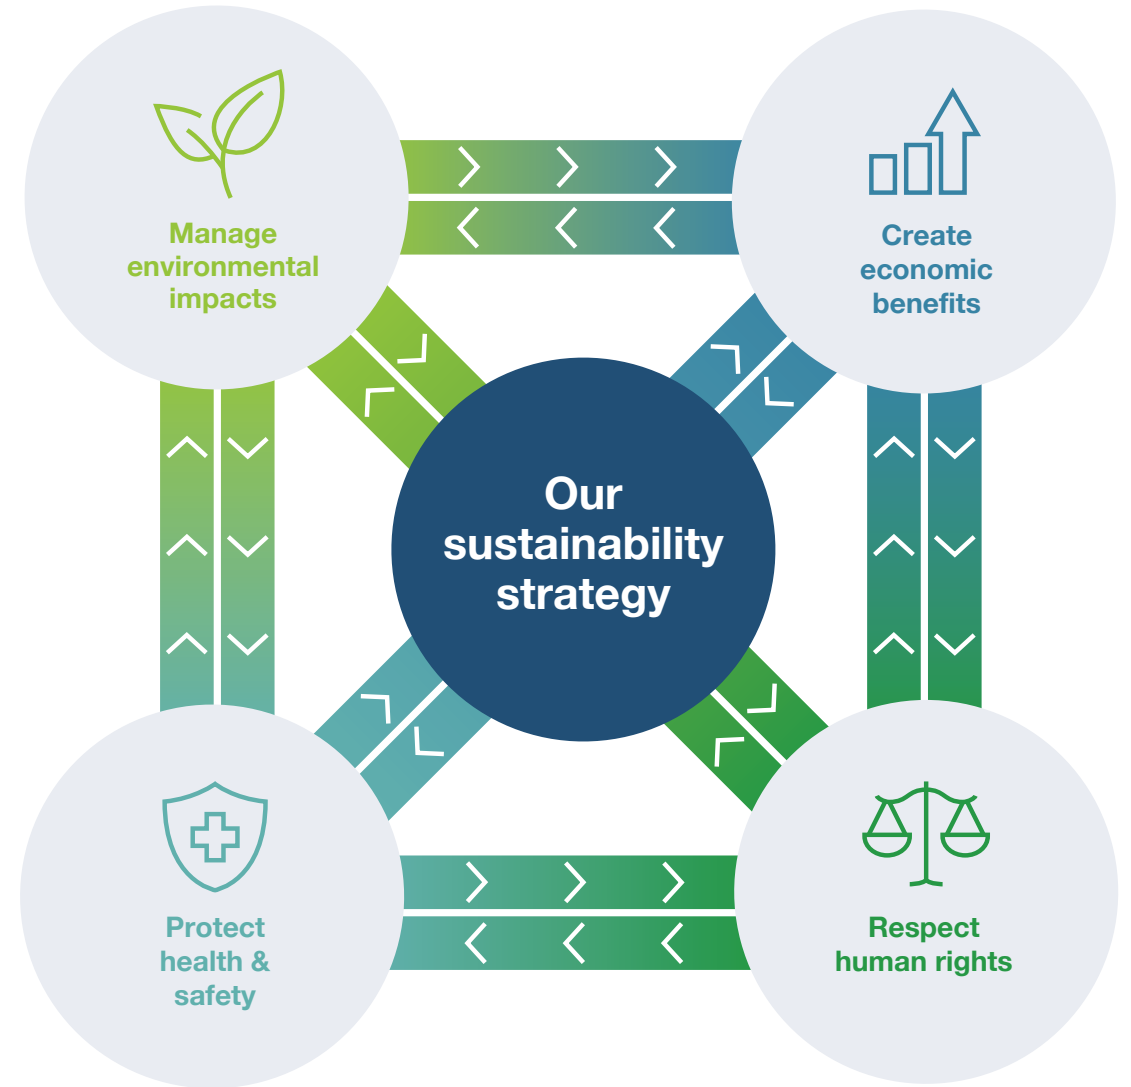 Manage
environmental
impacts
Create
economic
benefits
Our
sustainability
strategy
Protect
health &
safety
Respect
human rights